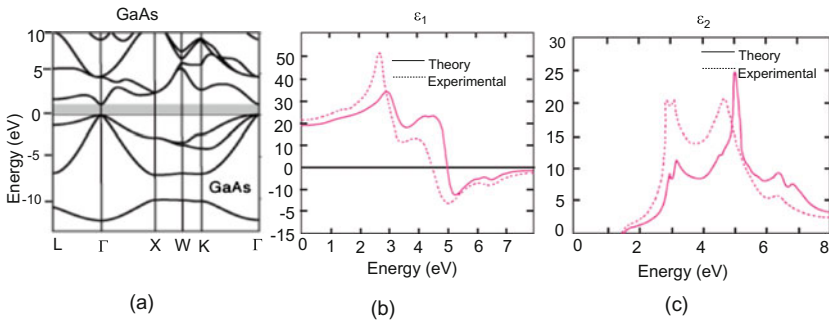 GaAs
10
5
0
-5
-10
Energy (eV)
GaAs
L Γ X W K Γ
(a)
ε₁
50
40
30
20
10
0
-5
-10
-15
Theory
Experimental
0 1 2 3 4 5 6 7
Energy (eV)
(b)
ε₂
30
25
20
15
10
5
0
Theory
Experimental
0 2 4 6 8
Energy (eV)
(c)